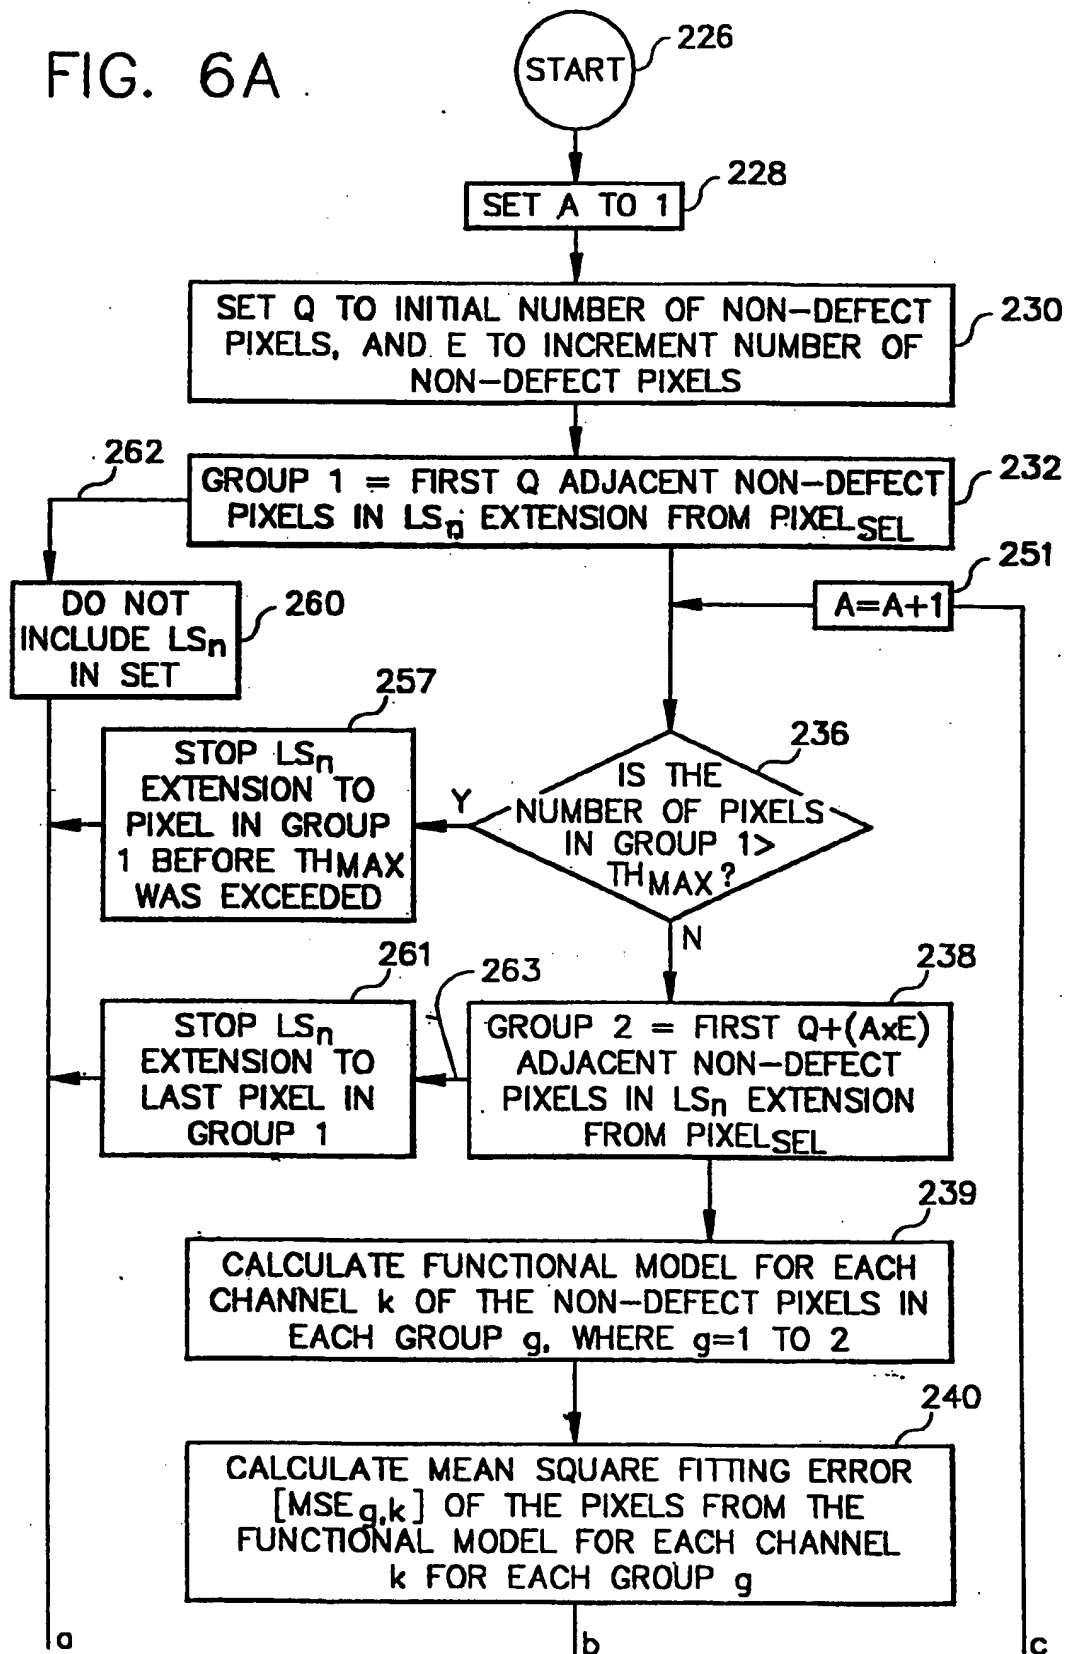 FIG. 6A
START
226
SET A TO 1
228
SET Q TO INITIAL NUMBER OF NON-DEFECT
PIXELS, AND E TO INCREMENT NUMBER OF
NON-DEFECT PIXELS
230
262
GROUP 1 = FIRST Q ADJACENT NON-DEFECT
PIXELS IN LSn EXTENSION FROM PIXELSEL
232
251
A=A+1
DO NOT
INCLUDE LSn
IN SET
260
257
STOP LSn
EXTENSION TO
PIXEL IN GROUP
1 BEFORE THMAX
WAS EXCEEDED
Y
236
IS THE
NUMBER OF PIXELS
IN GROUP 1>
THMAX?
N
261
STOP LSn
EXTENSION TO
LAST PIXEL IN
GROUP 1
263
238
GROUP 2 = FIRST Q+(AxE)
ADJACENT NON-DEFECT
PIXELS IN LSn EXTENSION
FROM PIXELSEL
239
CALCULATE FUNCTIONAL MODEL FOR EACH
CHANNEL k OF THE NON-DEFECT PIXELS IN
EACH GROUP g, WHERE g=1 TO 2
240
CALCULATE MEAN SQUARE FITTING ERROR
[MSEg,k] OF THE PIXELS FROM THE
FUNCTIONAL MODEL FOR EACH CHANNEL
k FOR EACH GROUP g
a
b
c